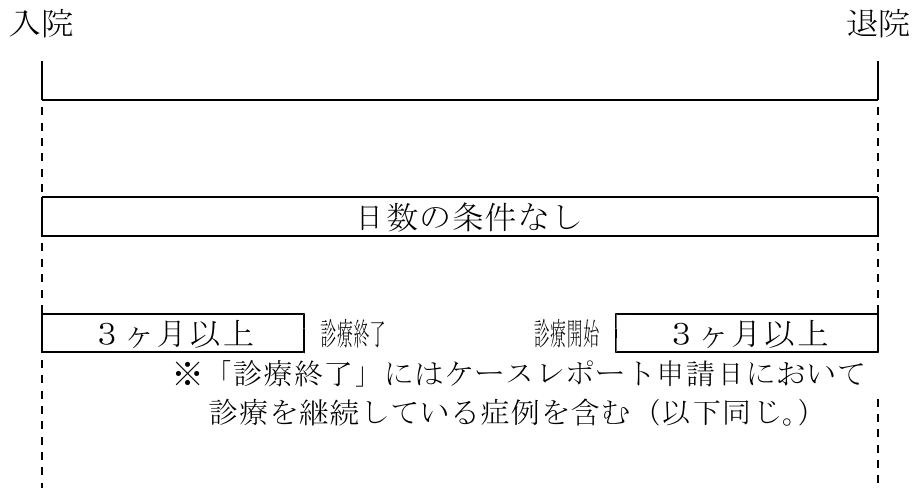 入院 退院
日数の条件なし
３ヶ月以上 診療終了 診療開始 ３ヶ月以上
※「診療終了」にはケースレポート申請日において
診療を継続している症例を含む（以下同じ。）